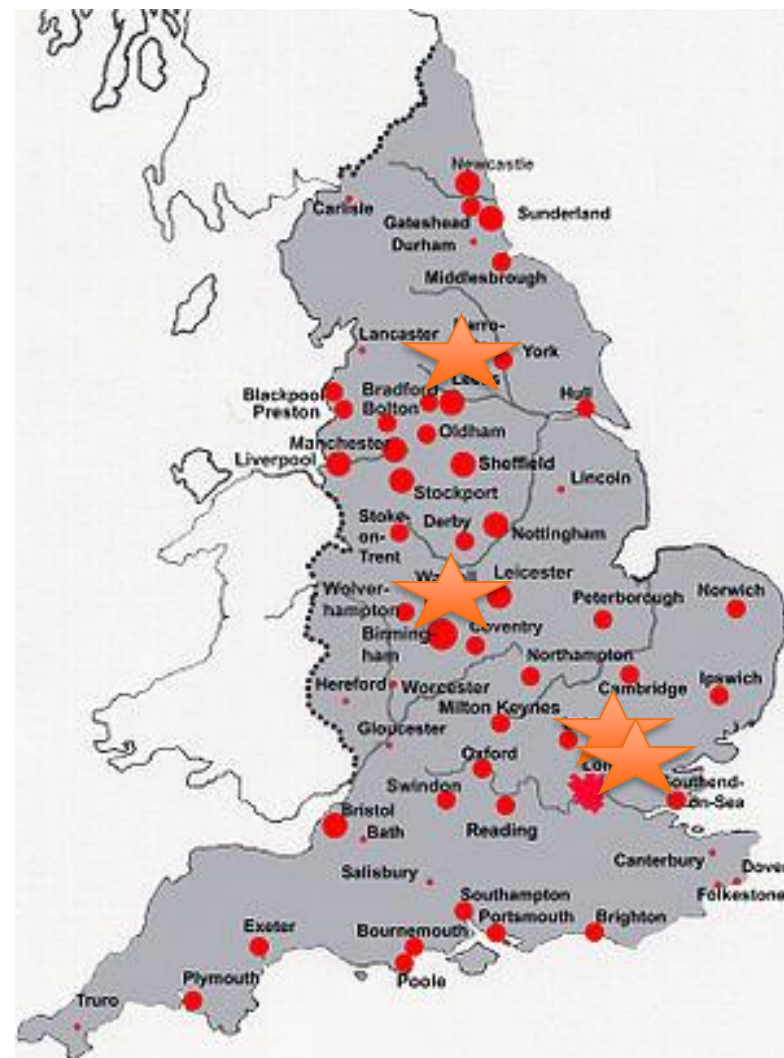 Newcastle
Carlisle
Gatehead
Sunderland
Durham
Middlesbrough
Lancaster
York
Blackpool
Bradford
Hull
Preston
Bolton
Oldham
Manchester
Liverpool
Sheffield
Lincoln
Stockport
Stoke-
on-
Trent
Derby
Nottingham
Leicester
Wolver-
hampton
Peterborough
Norwich
Birming-
ham
Coventry
Northampton
Hereford
Worcester
Cambridge
Ipswich
Milton Keynes
Gloucester
Oxford
Swindon
Southend-
on-Sea
Bristol
Reading
Bath
Canterbury
Salisbury
Dover
Folkestone
Southampton
Exeter
Bournemouth
Portsmouth
Brighton
Plymouth
Poole
Truro